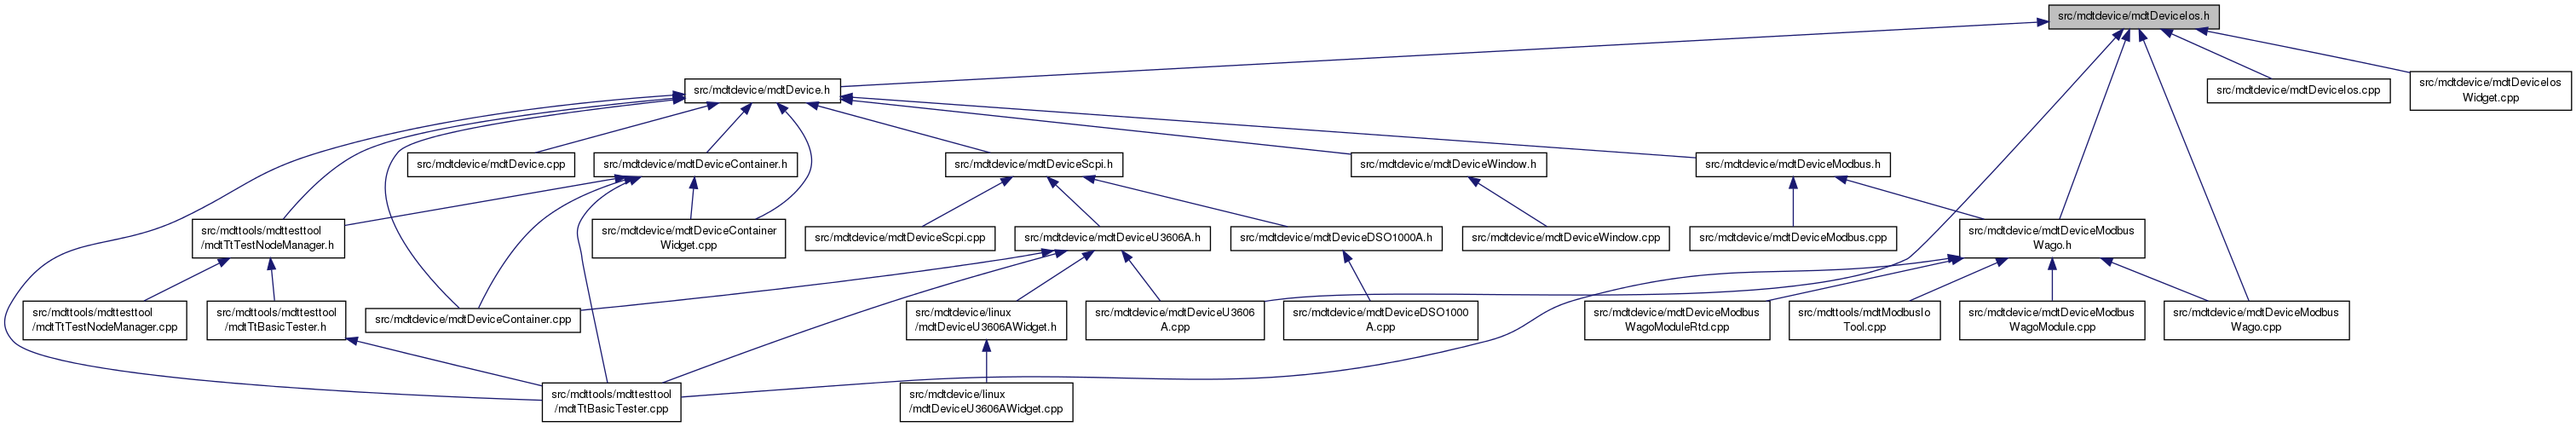 src/mdtdevice/mdtDeviceIos.h
src/mdtdevice/mdtDevice.h
src/mdtdevice/mdtDeviceIos.cpp
src/mdtdevice/mdtDeviceIos
Widget.cpp
src/mdtdevice/mdtDevice.cpp
src/mdtdevice/mdtDeviceContainer.h
src/mdtdevice/mdtDeviceScpi.h
src/mdtdevice/mdtDeviceWindow.h
src/mdtdevice/mdtDeviceModbus.h
src/mdttools/mdttesttool
/mdtTtTestNodeManager.h
src/mdtdevice/mdtDeviceContainer
Widget.cpp
src/mdtdevice/mdtDeviceScpi.cpp
src/mdtdevice/mdtDeviceU3606A.h
src/mdtdevice/mdtDeviceDSO1000A.h
src/mdtdevice/mdtDeviceWindow.cpp
src/mdtdevice/mdtDeviceModbus.cpp
src/mdtdevice/mdtDeviceModbus
Wago.h
src/mdttools/mdttesttool
/mdtTtTestNodeManager.cpp
src/mdttools/mdttesttool
/mdtTtBasicTester.h
src/mdtdevice/mdtDeviceContainer.cpp
src/mdtdevice/linux
/mdtDeviceU3606AWidget.h
src/mdtdevice/mdtDeviceU3606
A.cpp
src/mdtdevice/mdtDeviceDSO1000
A.cpp
src/mdtdevice/mdtDeviceModbus
WagoModuleRtd.cpp
src/mdttools/mdtModbusIo
Tool.cpp
src/mdtdevice/mdtDeviceModbus
WagoModule.cpp
src/mdtdevice/mdtDeviceModbus
Wago.cpp
src/mdttools/mdttesttool
/mdtTtBasicTester.cpp
src/mdtdevice/linux
/mdtDeviceU3606AWidget.cpp